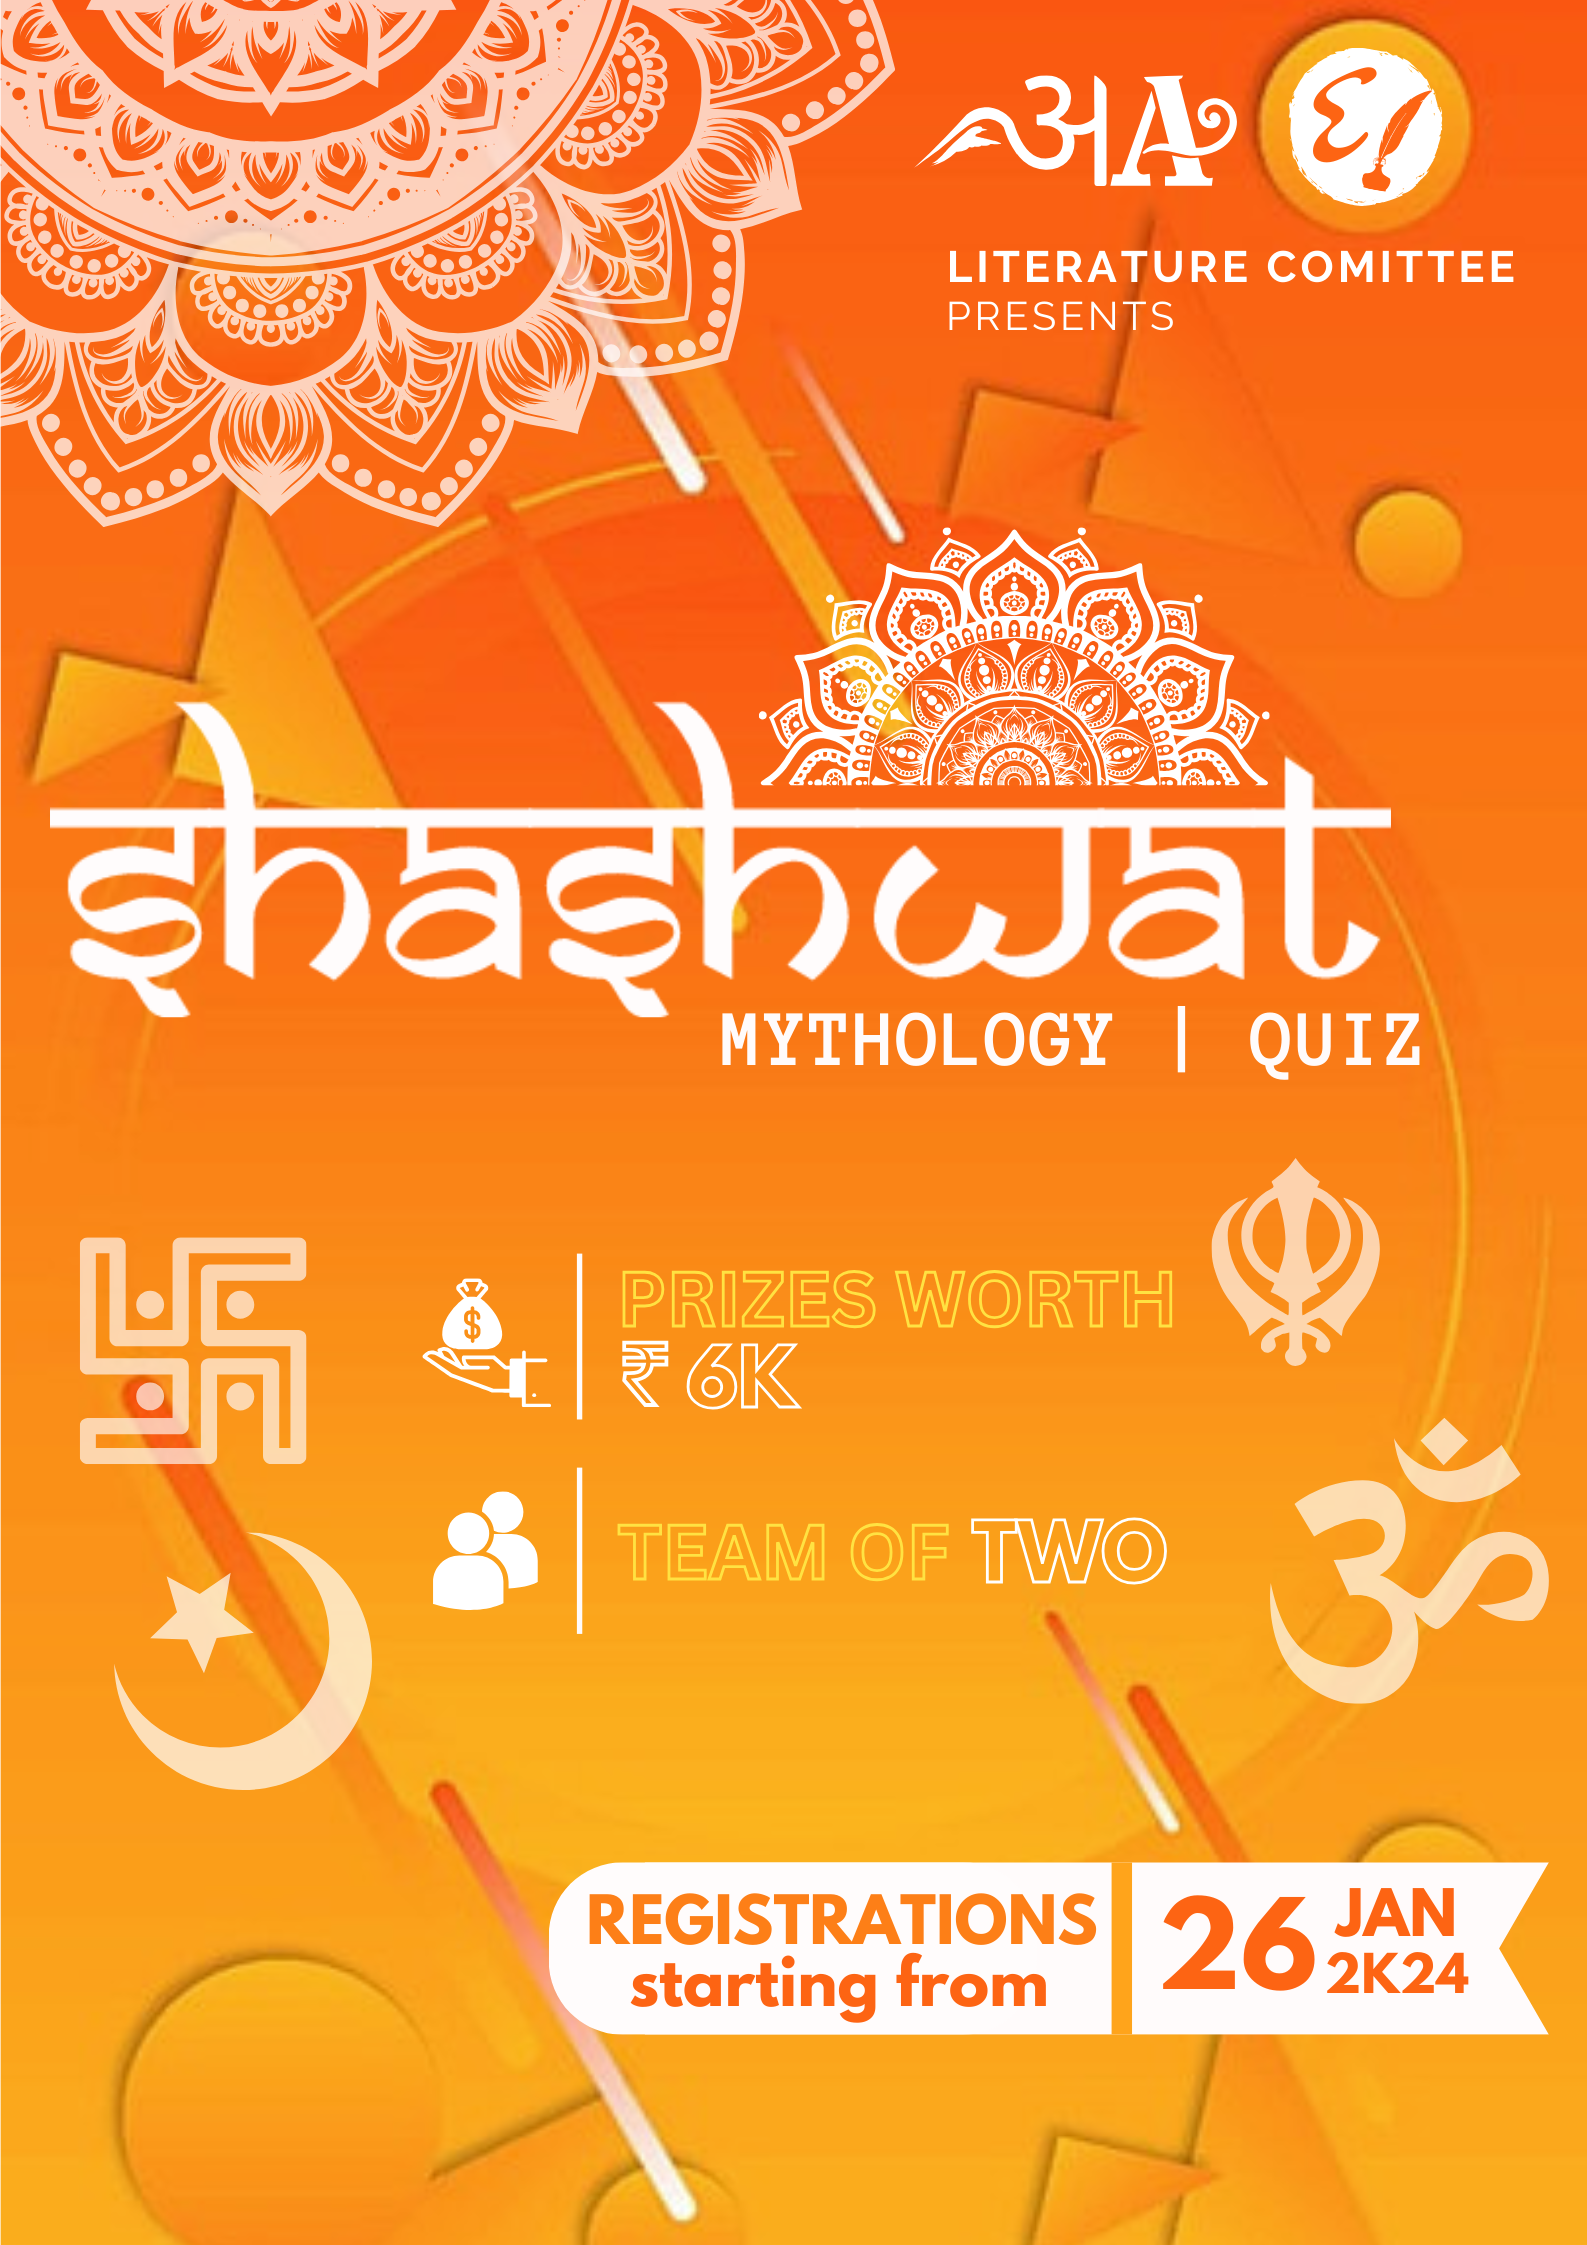 अA
E
LITERATURE COMITTEE
PRESENTS
shashwat
MYTHOLOGY | QUIZ
$
PRIZES WORTH
₹ 6K
TEAM OF TWO
ॐ
REGISTRATIONS
starting from
26 JAN
2K24